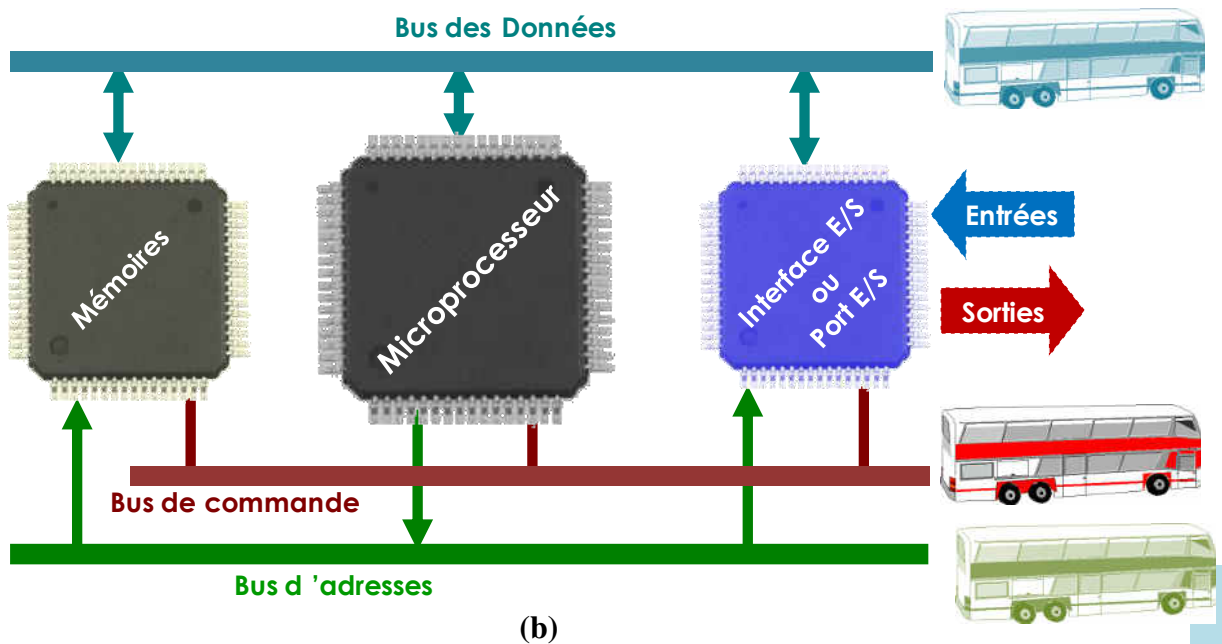 Bus des Données
Mémoires
Microprocesseur
Interface E/S
ou
Port E/S
Entrées
Sorties
Bus de commande
Bus d ’adresses
(b)